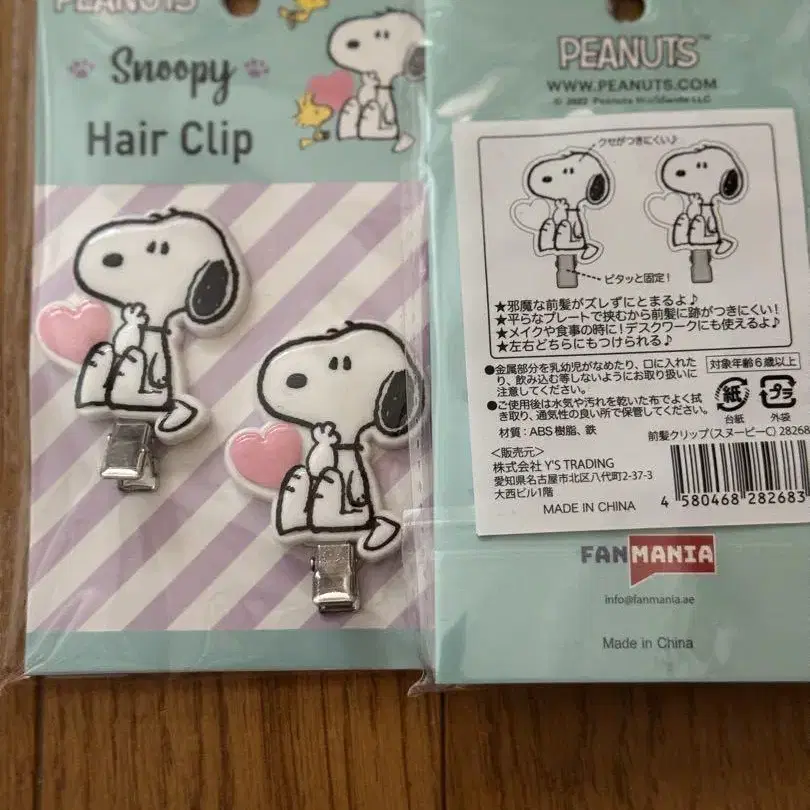 PEANUTS
Snoopy
Hair Clip
PEANUTS™
WWW.PEANUTS.COM
© 2022 Peanuts Worldwide LLC
クセがつきにくい♪
ピタッと固定!
★邪魔な前髪がズレずにとまるよ♪
★平らなプレートで挟むから前髪に跡がつきにくい!
★メイクや食事の時に!デスクワークにも使えるよ♪
★左右どちらにもつけられる♪
●金属部分を乳幼児がなめたり、口に入れた
り、飲み込む等しないようにお取り扱いに
注意してください。
●ご使用後は水気や汚れを乾いた布でよく拭
き取り、通気性の良い所で保管してください。
材質:ABS樹脂、鉄
対象年齢6歳以上
紙
台紙
プラ
外袋
前髪クリップ(スヌーピーC) 28268
<販売元>
株式会社 Y'S TRADING
愛知県名古屋市北区八代町2-37-3
大西ビル1階
MADE IN CHINA
4 580468 282683
FANMANIA
info@fanmania.ae
Made in China